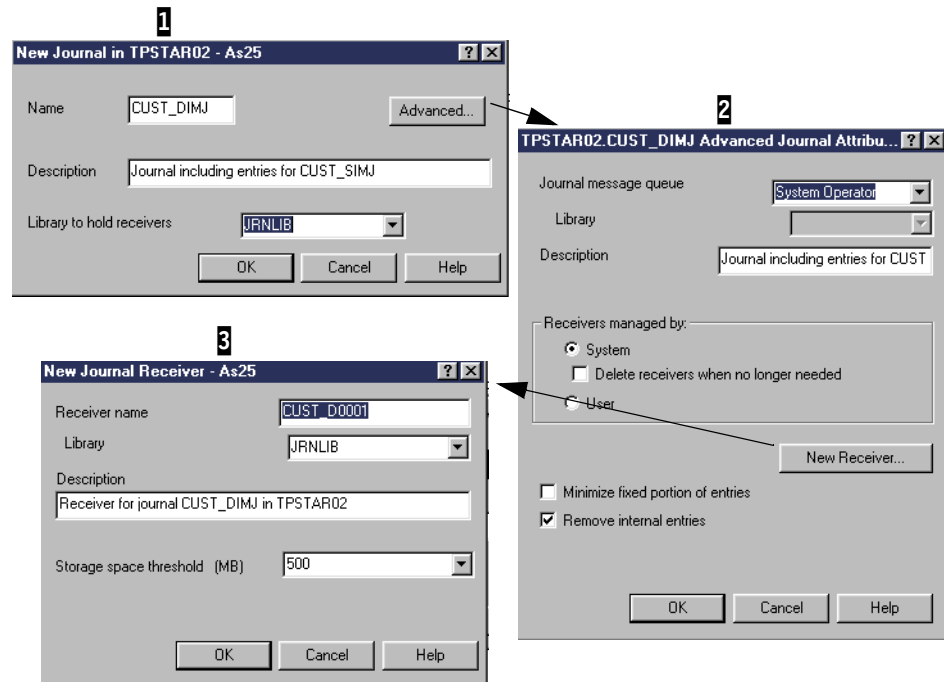 1
New Journal in TPSTAR02 - As25
Name
CUST_DIMJ
Advanced...
Description
Journal including entries for CUST_SIMJ
Library to hold receivers
JRNLIB
OK Cancel Help
2
TPSTAR02.CUST_DIMJ Advanced Journal Attribu...
Journal message queue
System Operator
Library
Description
Journal including entries for CUST
Receivers managed by:
System
Delete receivers when no longer needed
User
New Receiver...
Minimize fixed portion of entries
Remove internal entries
OK Cancel Help
3
New Journal Receiver - As25
Receiver name
CUST_D0001
Library
JRNLIB
Description
Receiver for journal CUST_DIMJ in TPSTAR02
Storage space threshold (MB)
500
OK Cancel Help